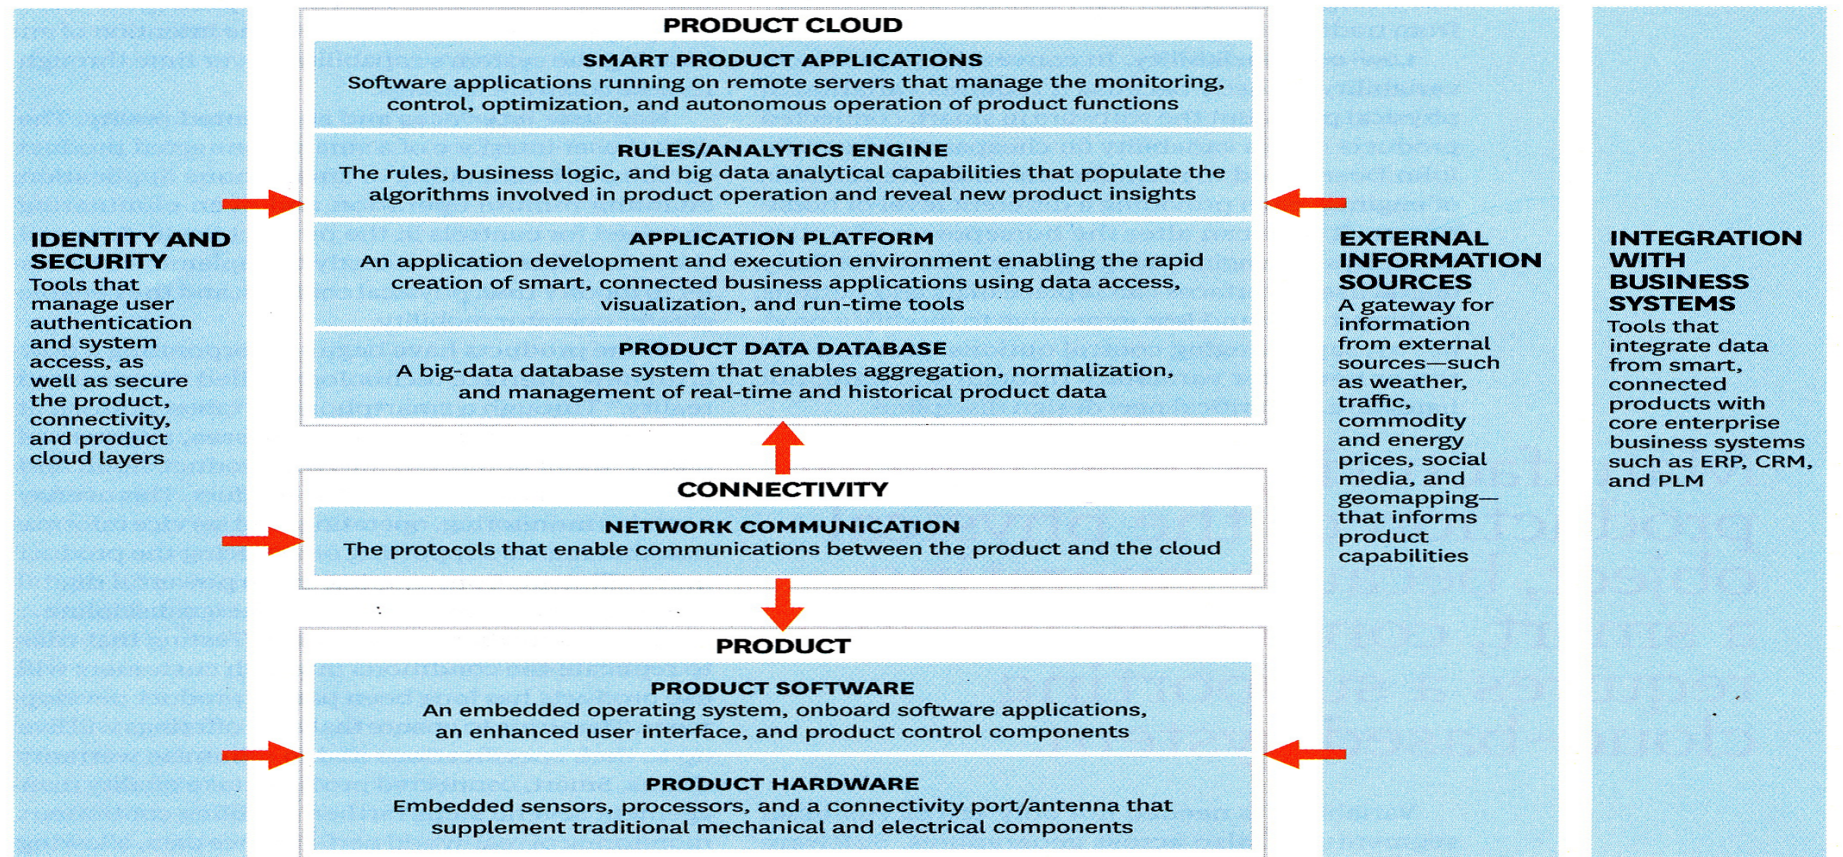 PRODUCT CLOUD
SMART PRODUCT APPLICATIONS
Software applications running on remote servers that manage the monitoring,
control, optimization, and autonomous operation of product functions
RULES/ANALYTICS ENGINE
The rules, business logic, and big data analytical capabilities that populate the
algorithms involved in product operation and reveal new product insights
APPLICATION PLATFORM
An application development and execution environment enabling the rapid
creation of smart, connected business applications using data access,
visualization, and run-time tools
PRODUCT DATA DATABASE
A big-data database system that enables aggregation, normalization,
and management of real-time and historical product data
CONNECTIVITY
NETWORK COMMUNICATION
The protocols that enable communications between the product and the cloud
PRODUCT
PRODUCT SOFTWARE
An embedded operating system, onboard software applications,
an enhanced user interface, and product control components
PRODUCT HARDWARE
Embedded sensors, processors, and a connectivity port/antenna that
supplement traditional mechanical and electrical components
IDENTITY AND
SECURITY
Tools that
manage user
authentication
and system
access, as
well as secure
the product,
connectivity,
and product
cloud layers
EXTERNAL
INFORMATION
SOURCES
A gateway for
information
from external
sources—such
as weather,
traffic,
commodity
and energy
prices, social
media, and
geomapping—
that informs
product
capabilities
INTEGRATION
WITH
BUSINESS
SYSTEMS
Tools that
integrate data
from smart,
connected
products with
core enterprise
business systems
such as ERP, CRM,
and PLM